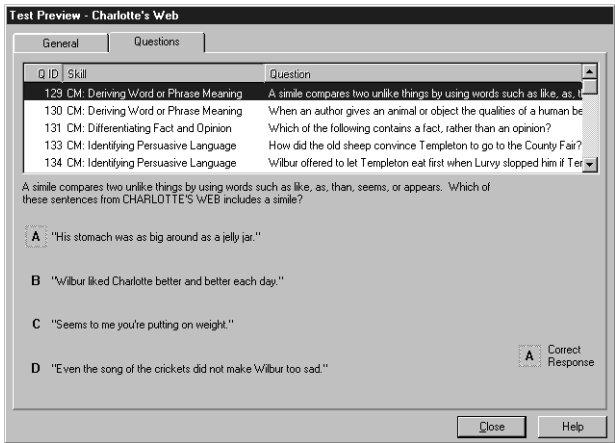 Test Preview - Charlotte's Web
General Questions
Q ID Skill Question
129 CM: Deriving Word or Phrase Meaning A simile compares two unlike things by using words such as like, as, t
130 CM: Deriving Word or Phrase Meaning When an author gives an animal or object the qualities of a human be
131 CM: Differentiating Fact and Opinion Which of the following contains a fact, rather than an opinion?
133 CM: Identifying Persuasive Language How did the old sheep convince Templeton to go to the County Fair?
134 CM: Identifying Persuasive Language Wilbur offered to let Templeton eat first when Lurvy slopped him if Ter
A simile compares two unlike things by using words such as like, as, than, seems, or appears. Which of
these sentences from CHARLOTTE'S WEB includes a simile?
A "His stomach was as big around as a jelly jar."
B "Wilbur liked Charlotte better and better each day."
C "Seems to me you're putting on weight."
D "Even the song of the crickets did not make Wilbur too sad."
A Correct
Response
Close Help